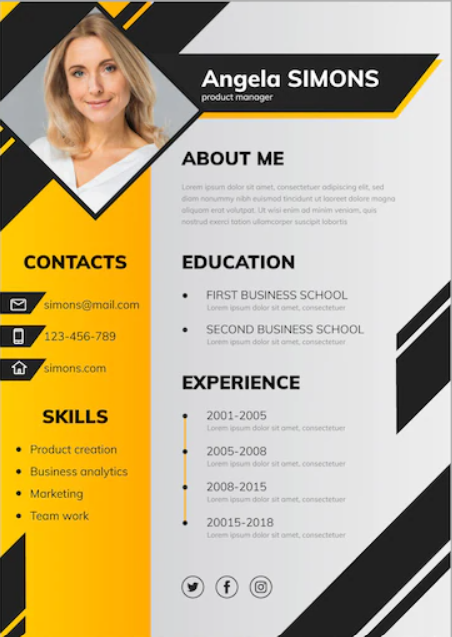 Angela SIMONS
product manager
ABOUT ME
Lorem ipsum dolor sit amet, consectetuer adipiscing elit, sed
diam nonummy nibh euismod tincidunt ut laoreet dolore magna
aliquam erat volutpat. Ut wisi enim ad minim veniam, quis
nostrud exerci tation ullamcorper suscipit lobortis
CONTACTS
simons@mail.com
123-456-789
simons.com
SKILLS
Product creation
Business analytics
Marketing
Team work
EDUCATION
FIRST BUSINESS SCHOOL
Lorem ipsum dolor sit amet, consectetuer
SECOND BUSINESS SCHOOL
Lorem ipsum dolor sit amet, consectetuer
EXPERIENCE
2001-2005
Lorem ipsum dolor sit amet, consectetuer
2005-2008
Lorem ipsum dolor sit amet, consectetuer
2008-2015
Lorem ipsum dolor sit amet, consectetuer
20015-2018
Lorem ipsum dolor sit amet, consectetuer